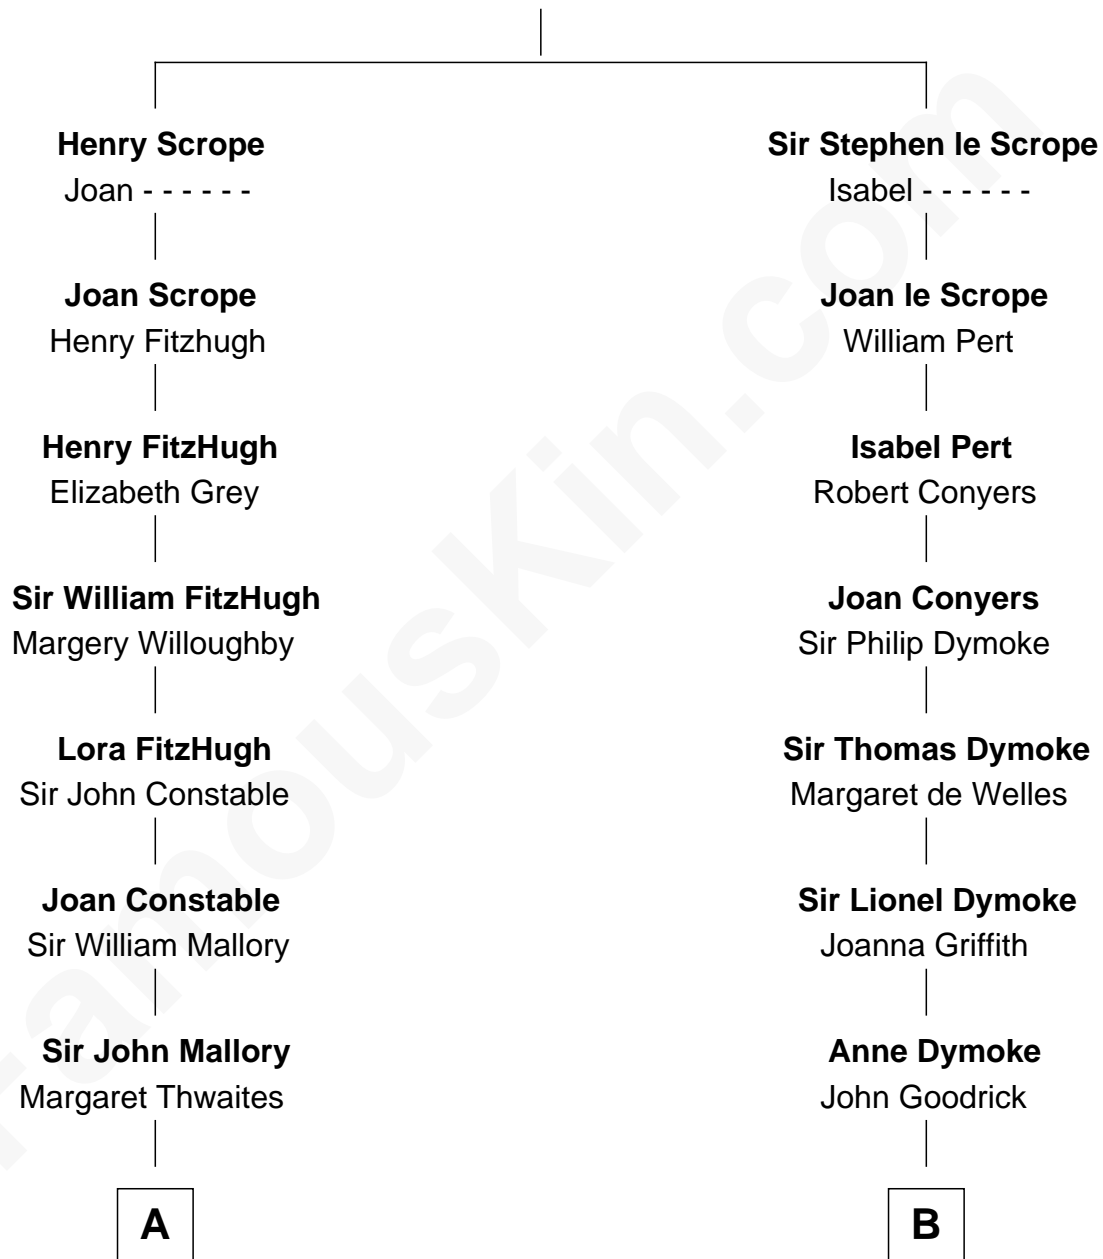 Henry Scrope
Joan - - - - - -
Joan Scrope
Henry Fitzhugh
Henry FitzHugh
Elizabeth Grey
Sir William FitzHugh
Margery Willoughby
Lora FitzHugh
Sir John Constable
Joan Constable
Sir William Mallory
Sir John Mallory
Margaret Thwaites
A
Sir Stephen le Scrope
Isabel - - - - - -
Joan le Scrope
William Pert
Isabel Pert
Robert Conyers
Joan Conyers
Sir Philip Dymoke
Sir Thomas Dymoke
Margaret de Welles
Sir Lionel Dymoke
Joanna Griffith
Anne Dymoke
John Goodrick
B
FamousKin.com